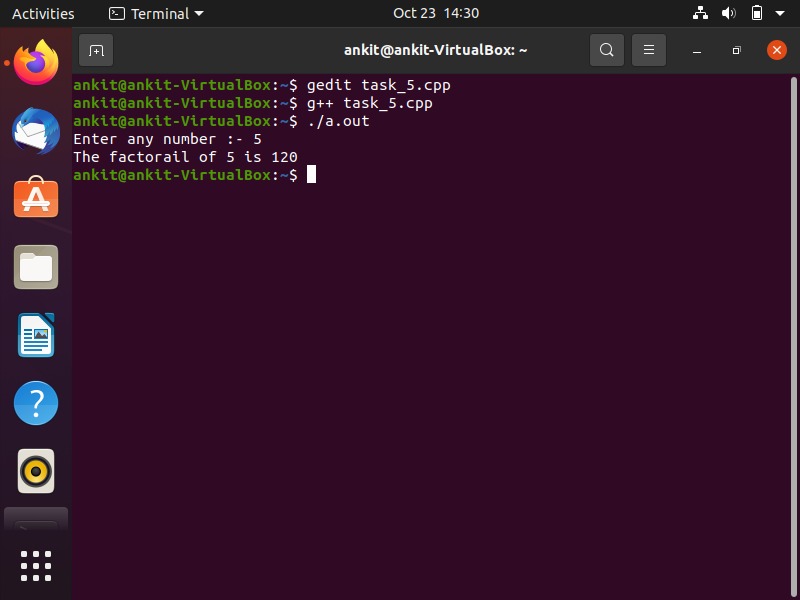 Activities Terminal Oct 23 14:30
ankit@ankit-VirtualBox: ~
ankit@ankit-VirtualBox:~$ gedit task_5.cpp
ankit@ankit-VirtualBox:~$ g++ task_5.cpp
ankit@ankit-VirtualBox:~$ ./a.out
Enter any number :- 5
The factorail of 5 is 120
ankit@ankit-VirtualBox:~$